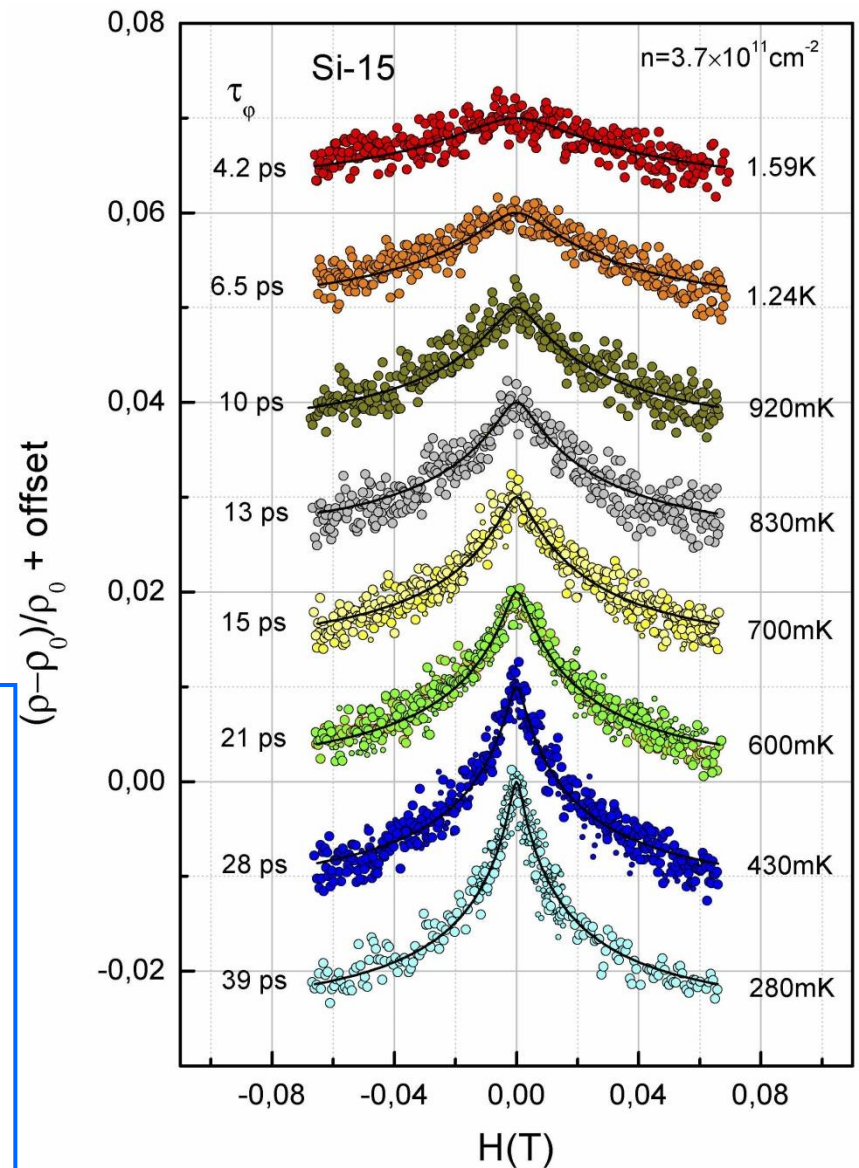 0,08
Si-15
n=3.7×10¹¹cm⁻²
τφ
4.2 ps
1.59K
0,06
6.5 ps
1.24K
10 ps
0,04
920mK
13 ps
830mK
0,02
15 ps
700mK
21 ps
600mK
0,00
28 ps
430mK
-0,02
39 ps
280mK
(ρ−ρ₀)/ρ₀ + offset
-0,08
-0,04
0,00
0,04
0,08
H(T)